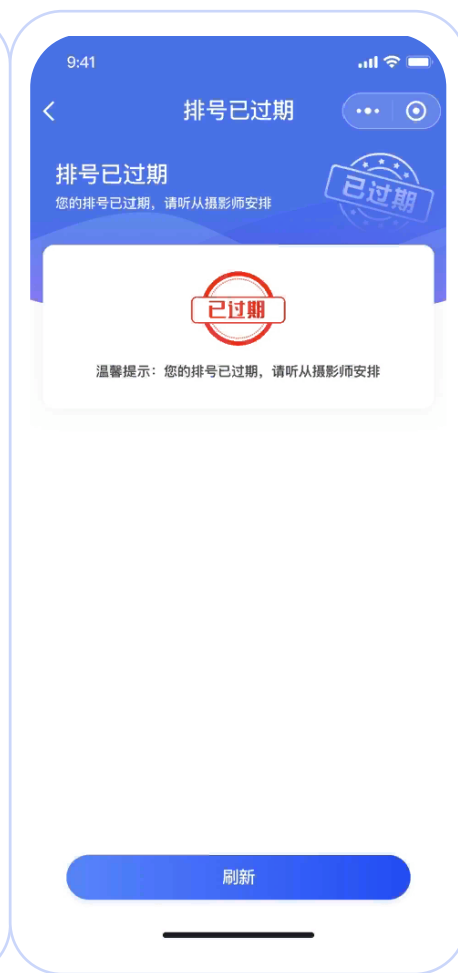 9:41
排号已过期
排号已过期
您的排号已过期，请听从摄影师安排
已过期
已过期
温馨提示：您的排号已过期，请听从摄影师安排
刷新